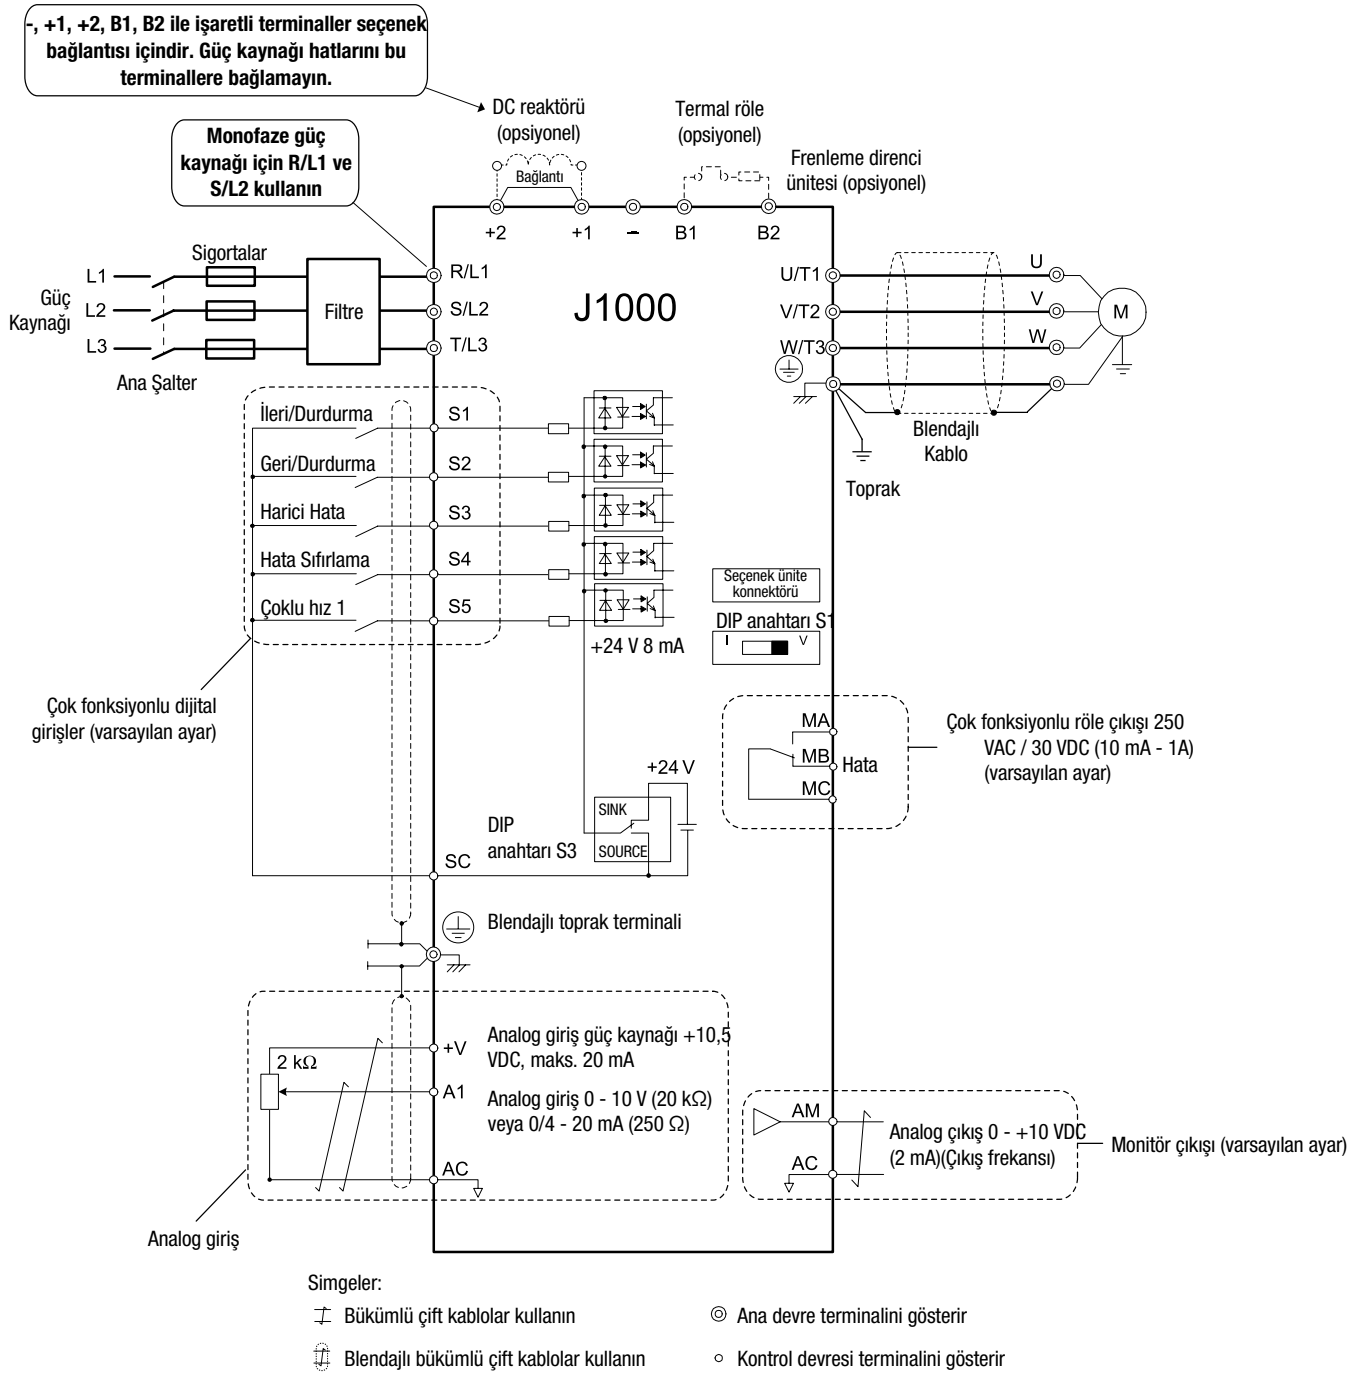 -, +1, +2, B1, B2 ile işaretli terminaller seçenek
bağlantısı içindir. Güç kaynağı hatlarını bu
terminallere bağlamayın.
DC reaktörü
(opsiyonel)
Termal röle
(opsiyonel)
Monofaze güç
kaynağı için R/L1 ve
S/L2 kullanın
Bağlantı
Frenleme direnci
ünitesi (opsiyonel)
+2
+1
–
B1
B2
Sigortalar
L1
R/L1
U/T1
U
Güç
Kaynağı
L2
Filtre
S/L2
J1000
V/T2
V
M
L3
T/L3
W/T3
W
Ana Şalter
İleri/Durdurma
S1
Blendajlı
Kablo
Geri/Durdurma
S2
Toprak
Harici Hata
S3
Hata Sıfırlama
S4
Seçenek ünite
konnektörü
Çoklu hız 1
S5
DIP anahtarı S1
I
V
+24 V 8 mA
Çok fonksiyonlu dijital
girişler (varsayılan ayar)
MA
MB
MC
Hata
Çok fonksiyonlu röle çıkışı 250
VAC / 30 VDC (10 mA - 1A)
(varsayılan ayar)
+24 V
SINK
SOURCE
DIP
anahtarı S3
SC
Blendajlı toprak terminali
2 kΩ
+V
Analog giriş güç kaynağı +10,5
VDC, maks. 20 mA
A1
Analog giriş 0 - 10 V (20 kΩ)
veya 0/4 - 20 mA (250 Ω)
AC
AM
Analog çıkış 0 - +10 VDC
(2 mA)(Çıkış frekansı)
AC
Monitör çıkışı (varsayılan ayar)
Analog giriş
Simgeler:
Bükümlü çift kablolar kullanın
Ana devre terminalini gösterir
Blendajlı bükümlü çift kablolar kullanın
Kontrol devresi terminalini gösterir